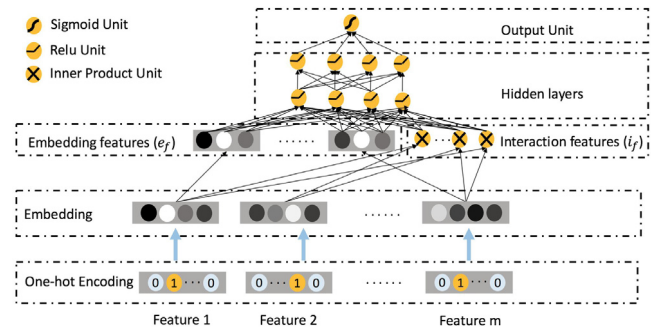 Sigmoid Unit
Relu Unit
Inner Product Unit
Output Unit
Hidden layers
Embedding features (e_f)
......
Interaction features (i_f)
Embedding
......
One-hot Encoding
0 1 ... 0
0 ... 1 0
......
0 1 ... 0
Feature 1
Feature 2
Feature m